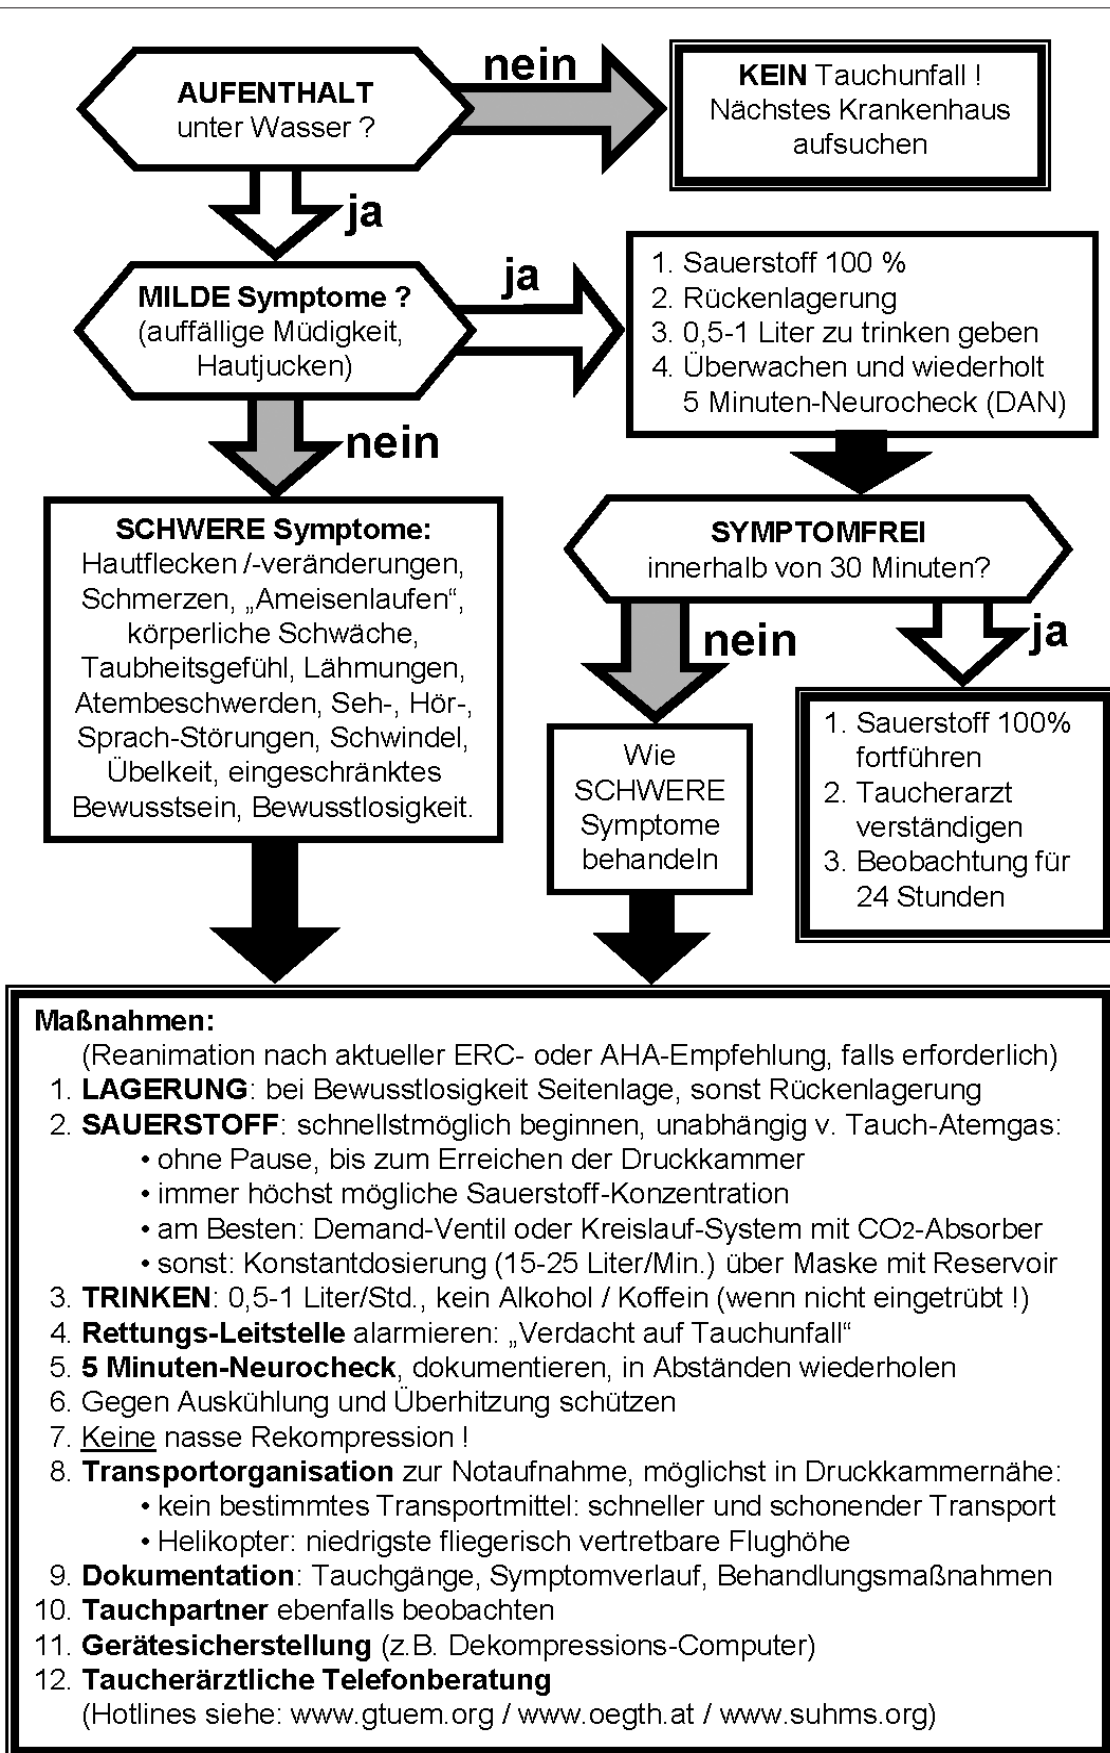 AUFENTHALT
unter Wasser ?
nein
KEIN Tauchunfall !
Nächstes Krankenhaus
aufsuchen
ja
MILDE Symptome ?
(auffällige Müdigkeit,
Hautjucken)
ja
1. Sauerstoff 100 %
2. Rückenlagerung
3. 0,5-1 Liter zu trinken geben
4. Überwachen und wiederholt
5 Minuten-Neurocheck (DAN)
nein
SCHWERE Symptome:
Hautflecken /-veränderungen,
Schmerzen, „Ameisenlaufen“,
körperliche Schwäche,
Taubheitsgefühl, Lähmungen,
Atembeschwerden, Seh-, Hör-,
Sprach-Störungen, Schwindel,
Übelkeit, eingeschränktes
Bewusstsein, Bewusstlosigkeit.
SYMPTOMFREI
innerhalb von 30 Minuten?
nein
ja
Wie
SCHWERE
Symptome
behandeln
1. Sauerstoff 100%
fortführen
2. Taucherarzt
verständigen
3. Beobachtung für
24 Stunden
Maßnahmen:
(Reanimation nach aktueller ERC- oder AHA-Empfehlung, falls erforderlich)
1. LAGERUNG: bei Bewusstlosigkeit Seitenlage, sonst Rückenlagerung
2. SAUERSTOFF: schnellstmöglich beginnen, unabhängig v. Tauch-Atemgas:
• ohne Pause, bis zum Erreichen der Druckkammer
• immer höchst mögliche Sauerstoff-Konzentration
• am Besten: Demand-Ventil oder Kreislauf-System mit CO2-Absorber
• sonst: Konstantdosierung (15-25 Liter/Min.) über Maske mit Reservoir
3. TRINKEN: 0,5-1 Liter/Std., kein Alkohol / Koffein (wenn nicht eingetrübt !)
4. Rettungs-Leitstelle alarmieren: „Verdacht auf Tauchunfall“
5. 5 Minuten-Neurocheck, dokumentieren, in Abständen wiederholen
6. Gegen Auskühlung und Überhitzung schützen
7. Keine nasse Rekompression !
8. Transportorganisation zur Notaufnahme, möglichst in Druckkammernähe:
• kein bestimmtes Transportmittel: schneller und schonender Transport
• Helikopter: niedrigste fliegerisch vertretbare Flughöhe
9. Dokumentation: Tauchgänge, Symptomverlauf, Behandlungsmaßnahmen
10. Tauchpartner ebenfalls beobachten
11. Gerätesicherstellung (z.B. Dekompressions-Computer)
12. Taucherärztliche Telefonberatung
(Hotlines siehe: www.gtuem.org / www.oegth.at / www.suhms.org)